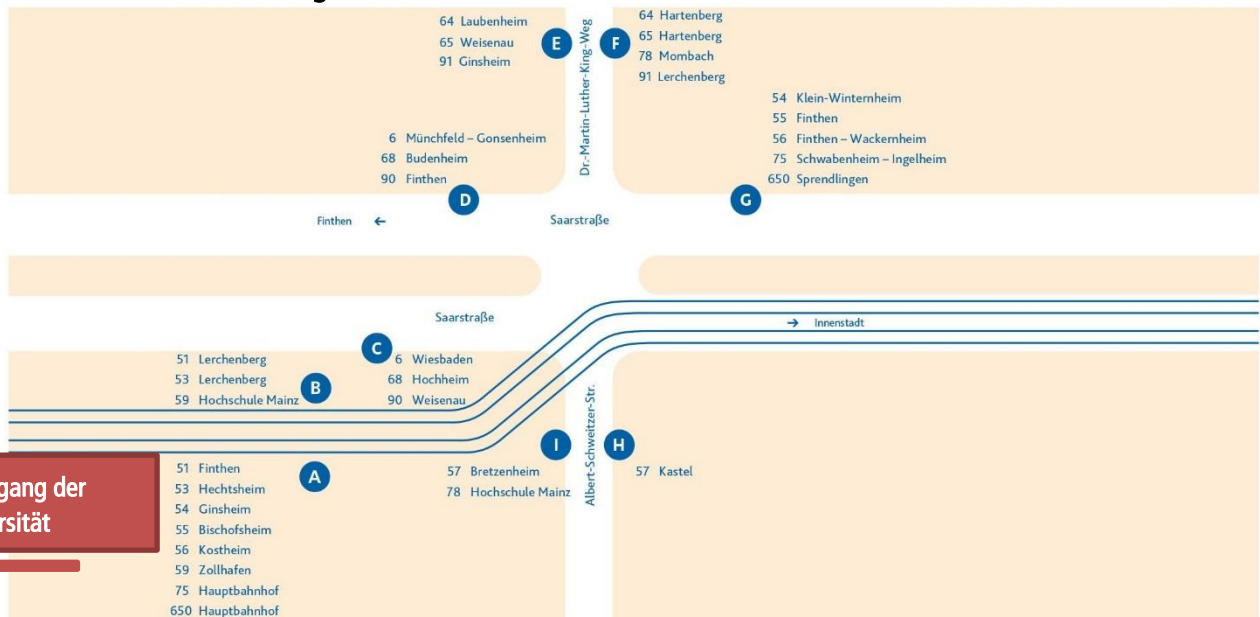 64 Laubenheim
65 Weisenau
91 Ginsheim
E
Dr.-Martin-Luther-King-Weg
F
64 Hartenberg
65 Hartenberg
78 Mombach
91 Lerchenberg
54 Klein-Winternheim
55 Finthen
56 Finthen – Wackernheim
75 Schwabenheim – Ingelheim
650 Sprendlingen
G
6 Münchfeld – Gonsenheim
68 Budenheim
90 Finthen
D
Finthen ←
Saarstraße
Saarstraße
→ Innenstadt
C
51 Lerchenberg
53 Lerchenberg
59 Hochschule Mainz
B
6 Wiesbaden
68 Hochheim
90 Weisenau
Albert-Schweitzer-Str.
I
H
57 Bretzenheim
78 Hochschule Mainz
57 Kastel
A
51 Finthen
53 Hechtsheim
54 Ginsheim
55 Bischofsheim
56 Kostheim
59 Zollhafen
75 Hauptbahnhof
650 Hauptbahnhof
gang der
rsität